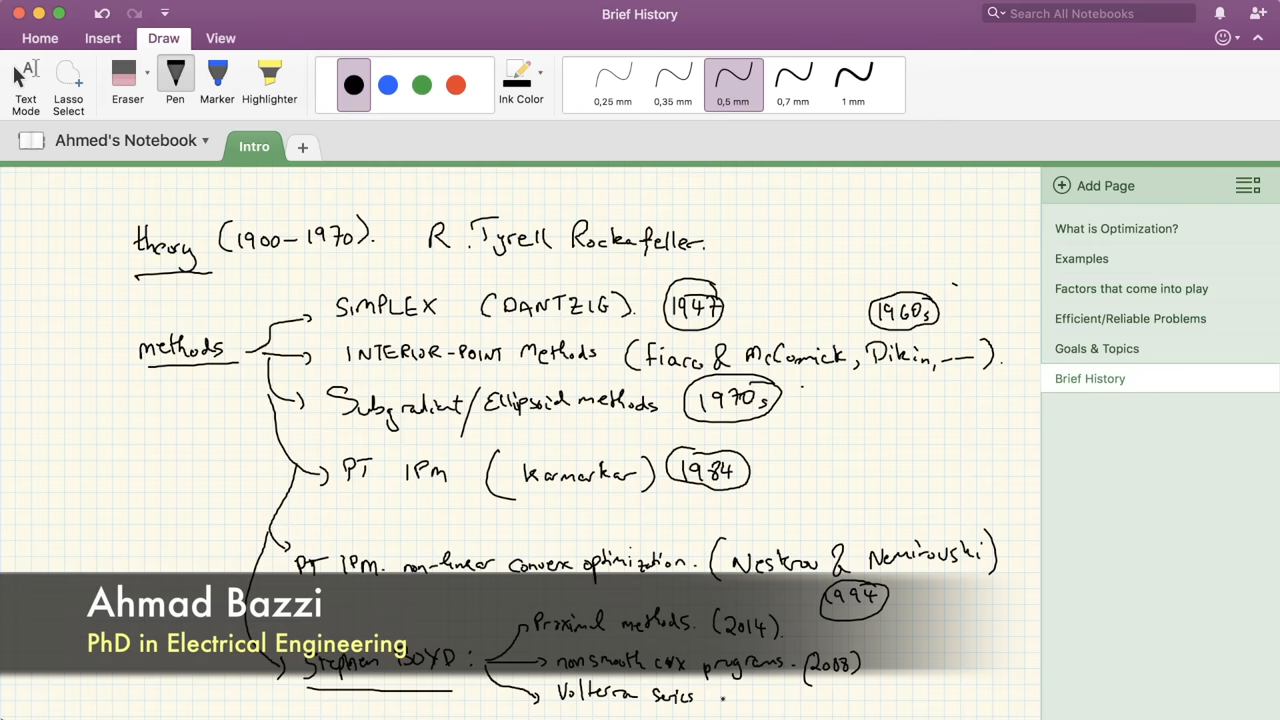 Brief History
Search All Notebooks
Home Insert Draw View
Text Mode
Lasso Select
Eraser
Pen
Marker
Highlighter
Ink Color
0,25 mm 0,35 mm 0,5 mm 0,7 mm 1 mm
Ahmed's Notebook
Intro
Add Page
What is Optimization?
Examples
Factors that come into play
Efficient/Reliable Problems
Goals & Topics
Brief History
theory (1900-1970). R. Tyrell Rockafeller.
methods
SIMPLEX (DANTZIG). 1947
1960s
INTERIOR-POINT Methods (Fiaro & McComick, Dikin, ---).
Subgradient/Ellipsoid methods 1970s
PT IPM (Karmarkar) 1984
PT IPM. non-linear convex optimization. (Nesterov & Nemirovski)
1994
Ahmad Bazzi
PhD in Electrical Engineering
Proximal methods. (2014).
Stephen BOYD: nonsmooth cvx programs. (2008)
Volterra series